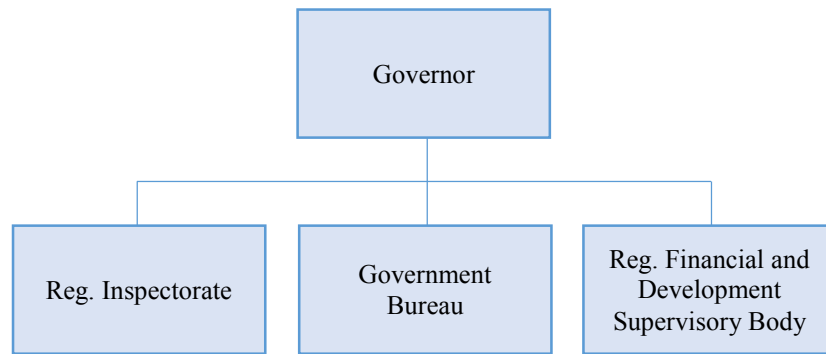 Governor
Reg. Inspectorate
Government
Bureau
Reg. Financial and
Development
Supervisory Body